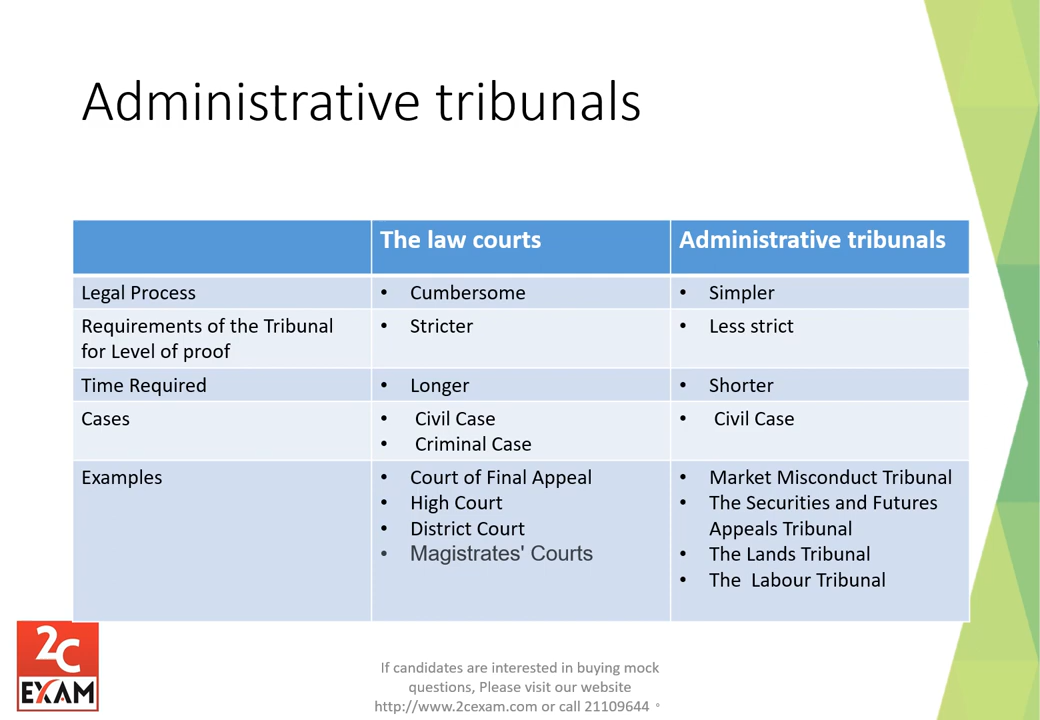 Administrative tribunals
The law courts
Administrative tribunals
Legal Process
• Cumbersome
• Simpler
Requirements of the Tribunal
for Level of proof
• Stricter
• Less strict
Time Required
• Longer
• Shorter
Cases
• Civil Case
• Criminal Case
• Civil Case
Examples
• Court of Final Appeal
• High Court
• District Court
• Magistrates' Courts
• Market Misconduct Tribunal
• The Securities and Futures
Appeals Tribunal
• The Lands Tribunal
• The Labour Tribunal
2C
EXAM
If candidates are interested in buying mock
questions, Please visit our website
http://www.2cexam.com or call 21109644。